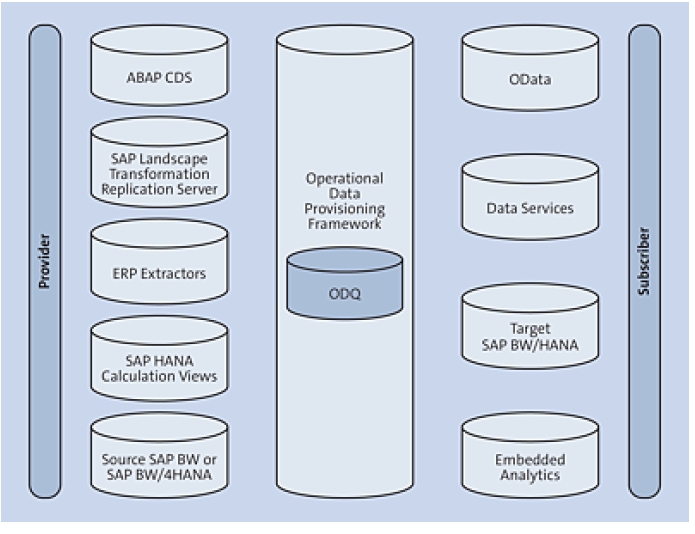 Provider
ABAP CDS
SAP Landscape
Transformation
Replication Server
ERP Extractors
SAP HANA
Calculation Views
Source SAP BW or
SAP BW/4HANA
Operational
Data
Provisioning
Framework
ODQ
OData
Data Services
Target
SAP BW/HANA
Embedded
Analytics
Subscriber